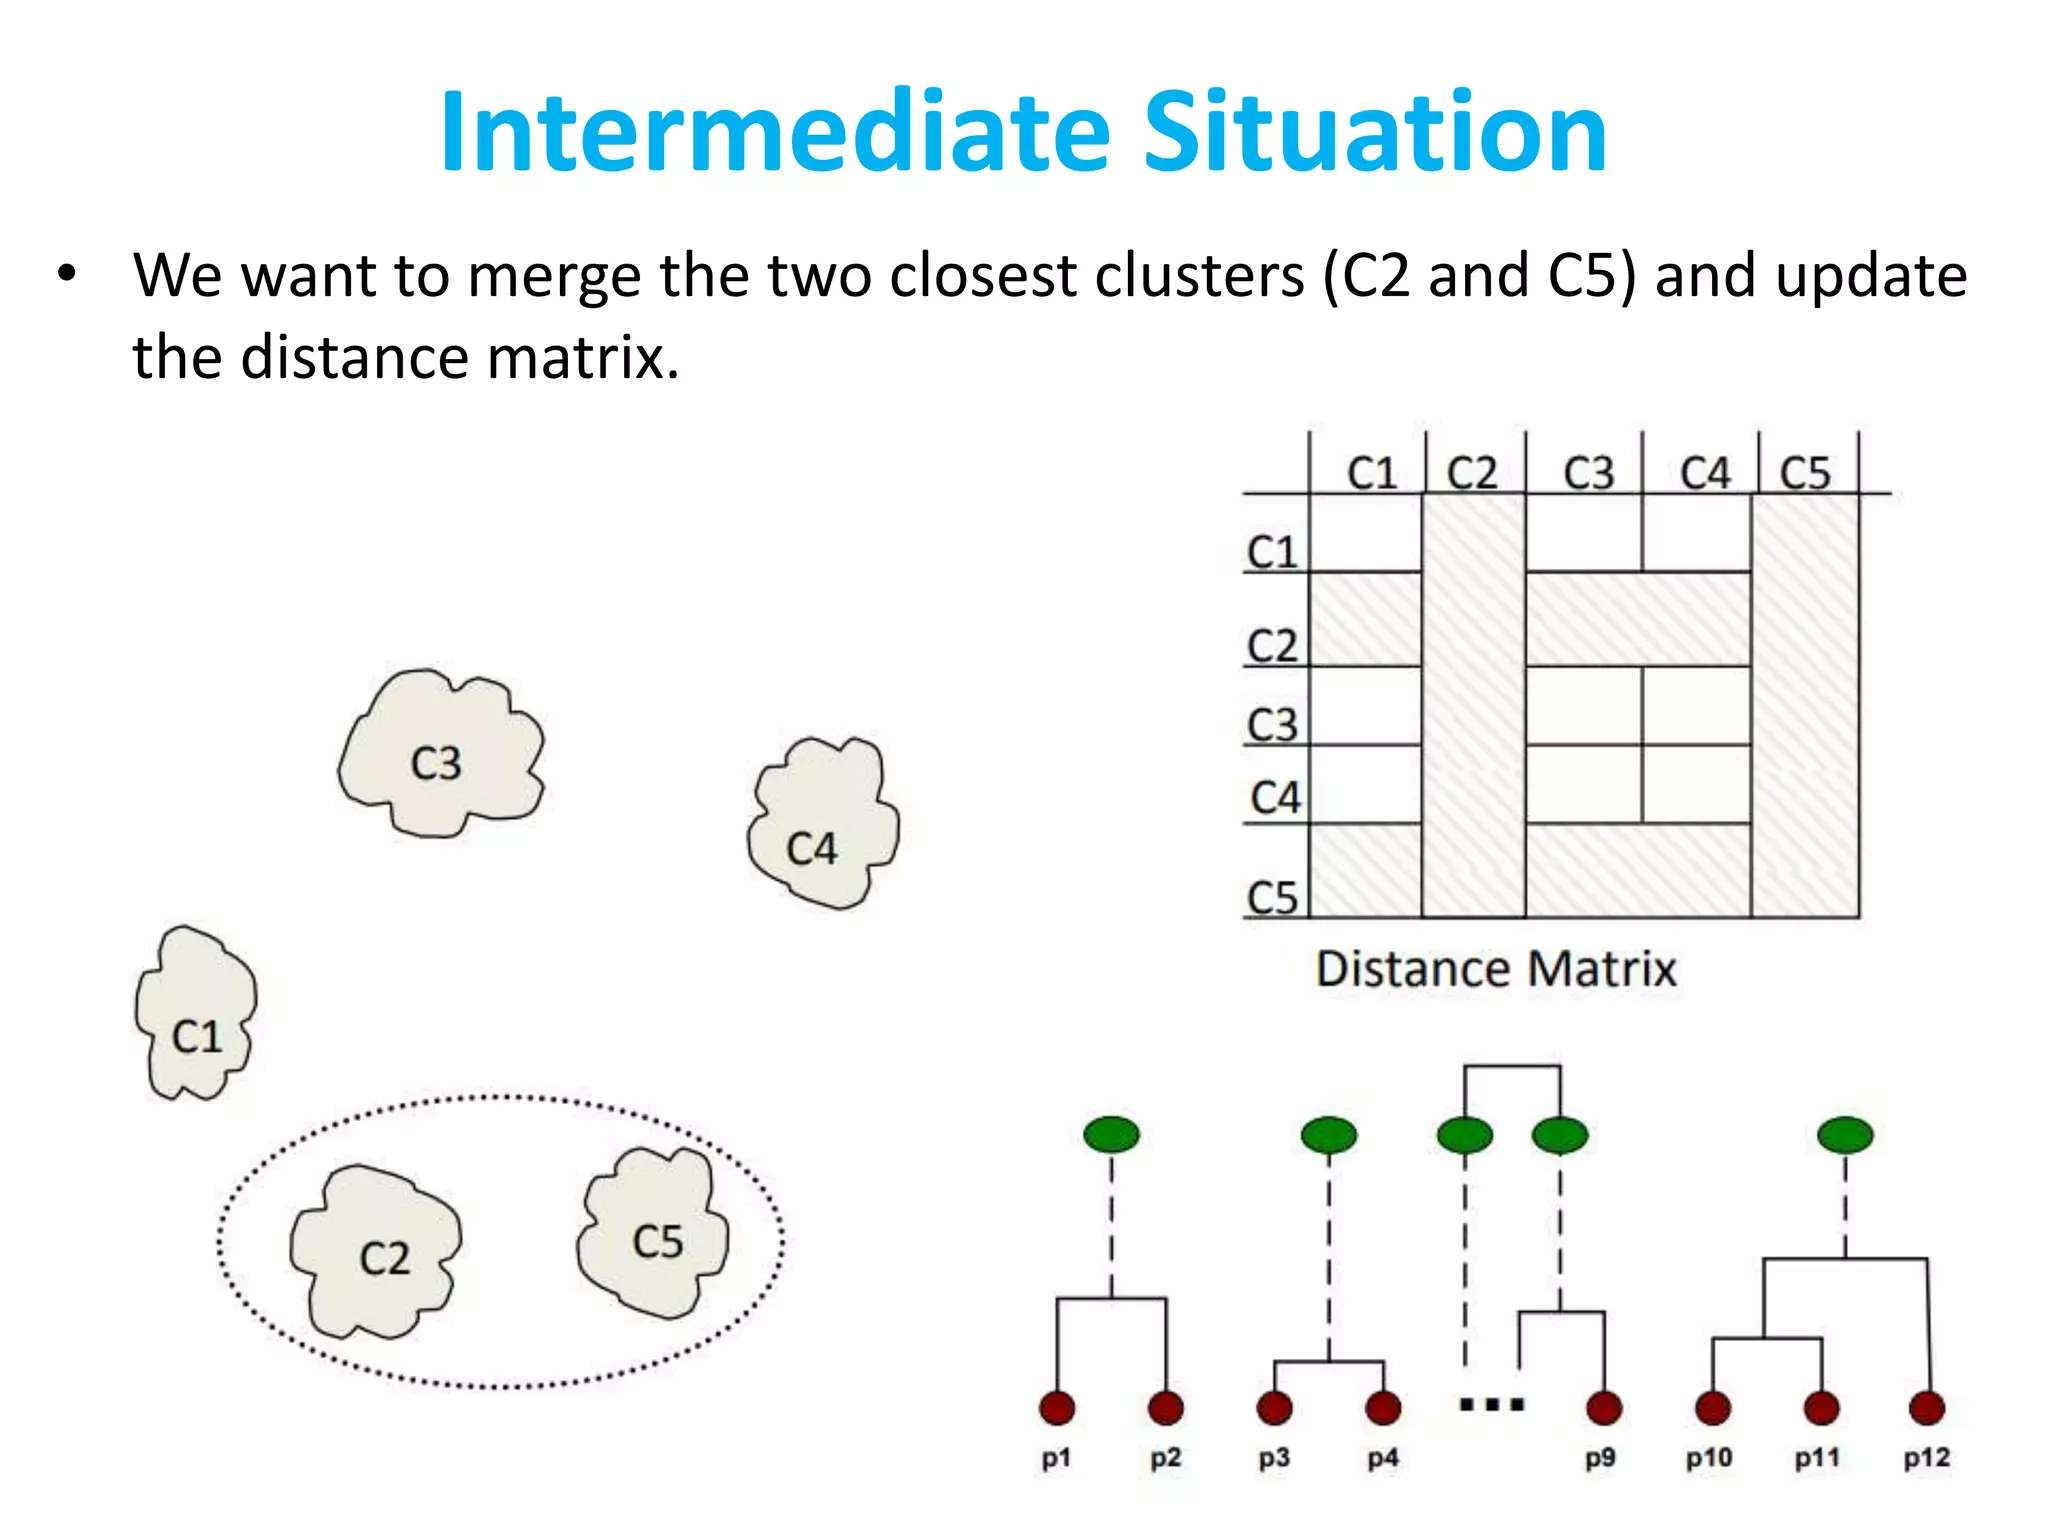 Intermediate Situation
• We want to merge the two closest clusters (C2 and C5) and update
the distance matrix.
C1 C2 C3 C4 C5
C1
C2
C3
C4
C5
Distance Matrix
C3
C4
C1
C2
C5
...
p1 p2 p3 p4 p9 p10 p11 p12